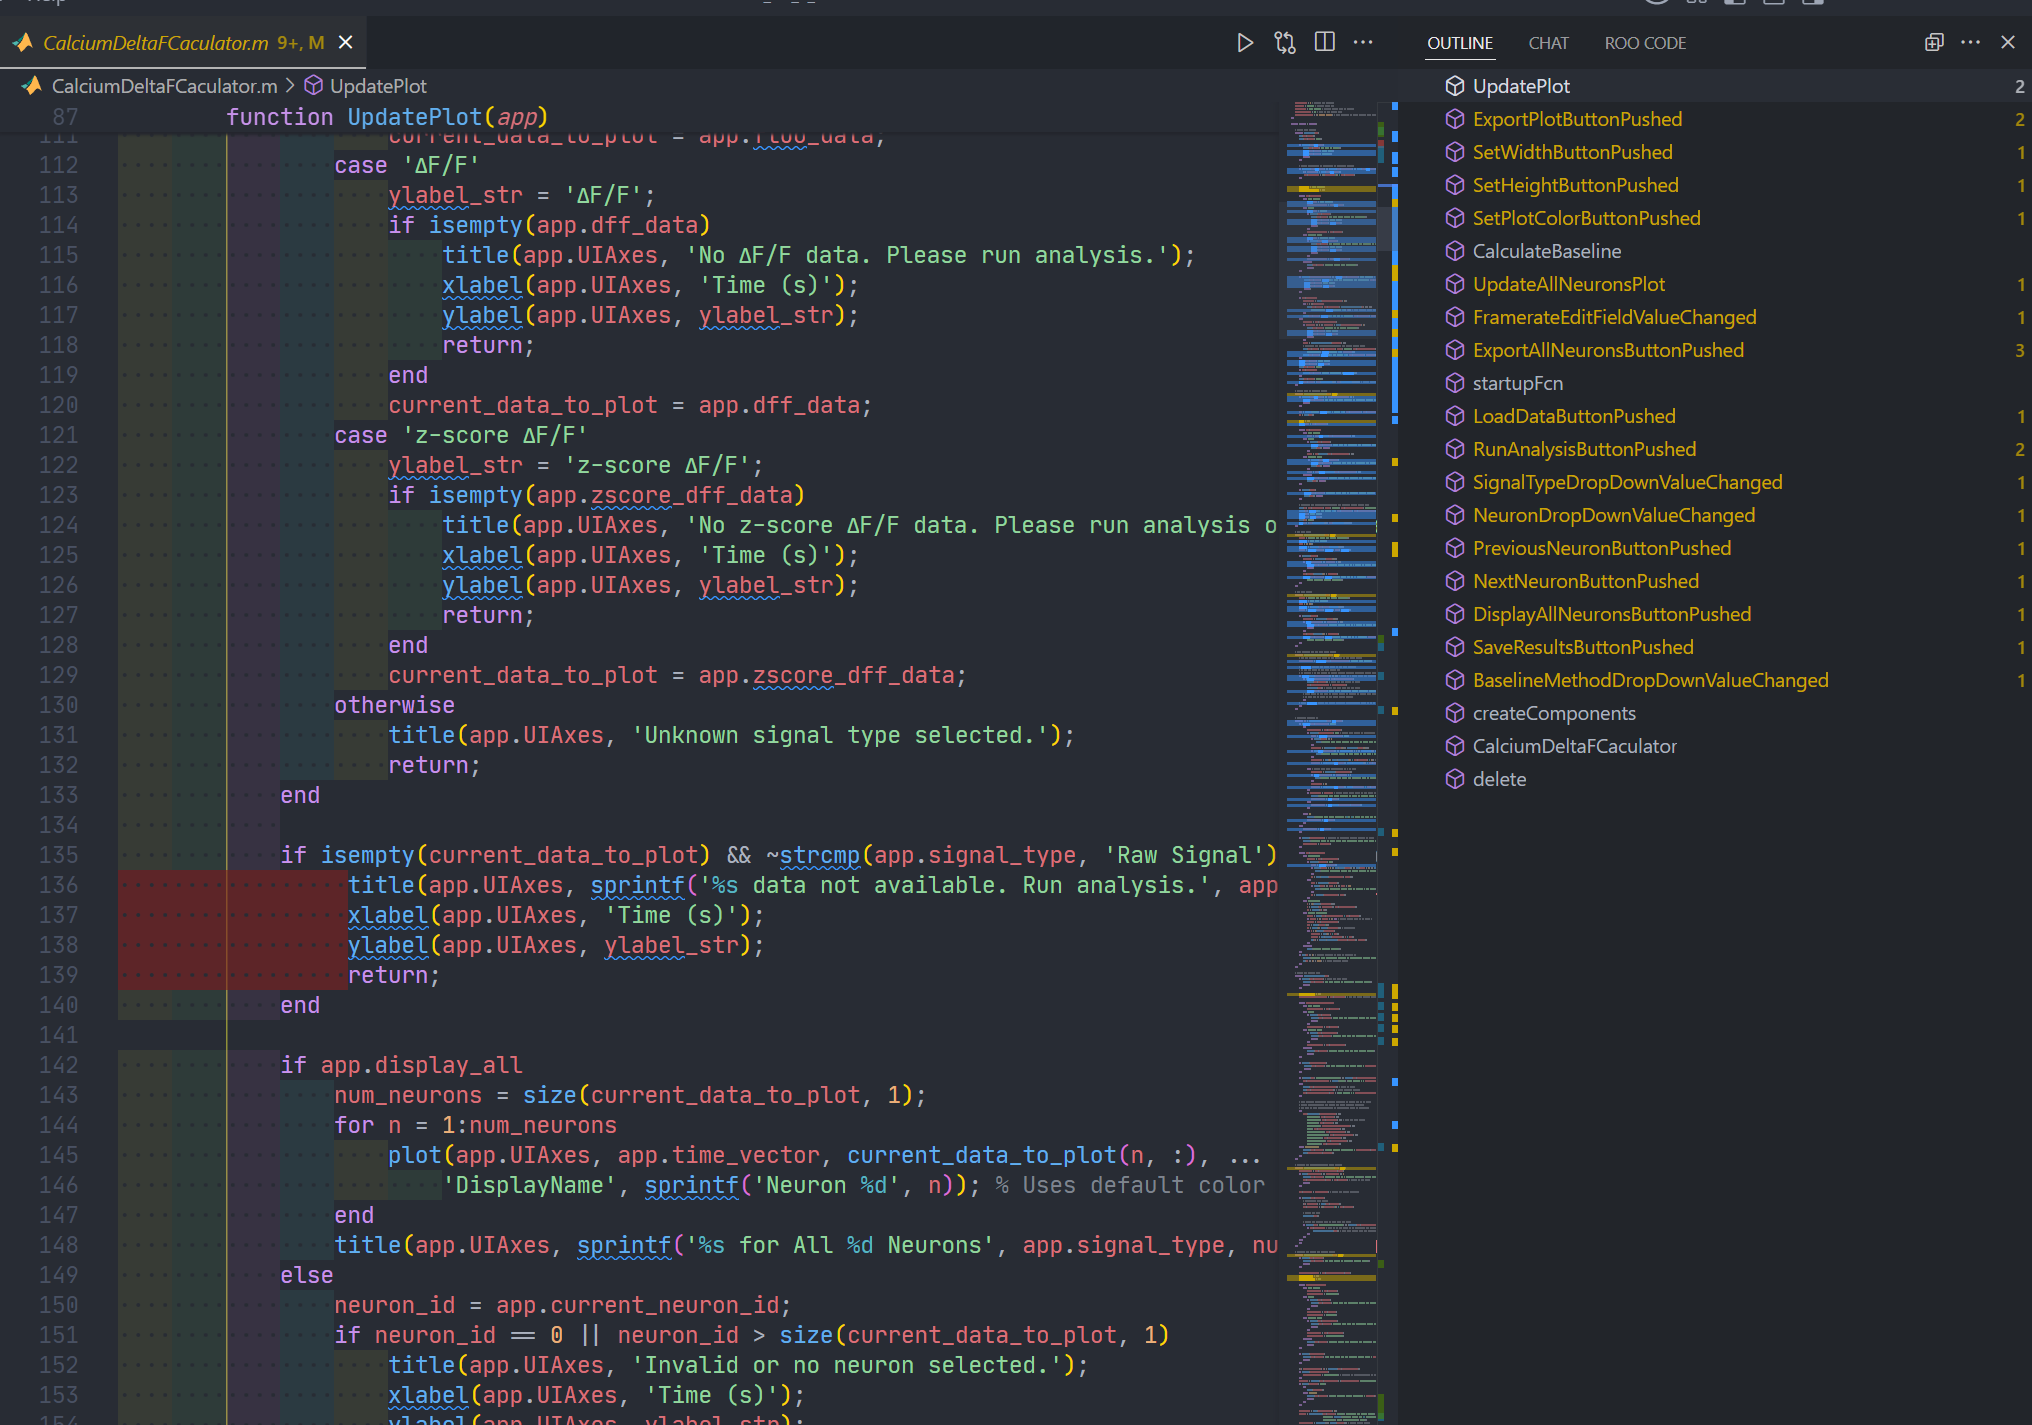 CalciumDeltaFCaculator.m 9+, M
CalciumDeltaFCaculator.m > UpdatePlot
87 function UpdatePlot(app)
111 current_data_to_plot = app.f100_data;
112 case 'ΔF/F'
113 ylabel_str = 'ΔF/F';
114 if isempty(app.dff_data)
115 title(app.UIAxes, 'No ΔF/F data. Please run analysis.');
116 xlabel(app.UIAxes, 'Time (s)');
117 ylabel(app.UIAxes, ylabel_str);
118 return;
119 end
120 current_data_to_plot = app.dff_data;
121 case 'z-score ΔF/F'
122 ylabel_str = 'z-score ΔF/F';
123 if isempty(app.zscore_dff_data)
124 title(app.UIAxes, 'No z-score ΔF/F data. Please run analysis o
125 xlabel(app.UIAxes, 'Time (s)');
126 ylabel(app.UIAxes, ylabel_str);
127 return;
128 end
129 current_data_to_plot = app.zscore_dff_data;
130 otherwise
131 title(app.UIAxes, 'Unknown signal type selected.');
132 return;
133 end
134
135 if isempty(current_data_to_plot) && ~strcmp(app.signal_type, 'Raw Signal')
136 title(app.UIAxes, sprintf('%s data not available. Run analysis.', app
137 xlabel(app.UIAxes, 'Time (s)');
138 ylabel(app.UIAxes, ylabel_str);
139 return;
140 end
141
142 if app.display_all
143 num_neurons = size(current_data_to_plot, 1);
144 for n = 1:num_neurons
145 plot(app.UIAxes, app.time_vector, current_data_to_plot(n, :), ...
146 'DisplayName', sprintf('Neuron %d', n)); % Uses default color
147 end
148 title(app.UIAxes, sprintf('%s for All %d Neurons', app.signal_type, nu
149 else
150 neuron_id = app.current_neuron_id;
151 if neuron_id == 0 || neuron_id > size(current_data_to_plot, 1)
152 title(app.UIAxes, 'Invalid or no neuron selected.');
153 xlabel(app.UIAxes, 'Time (s)');
154 ylabel(app.UIAxes, ylabel_str);
OUTLINE CHAT ROO CODE
UpdatePlot 2
ExportPlotButtonPushed 2
SetWidthButtonPushed 1
SetHeightButtonPushed 1
SetPlotColorButtonPushed 1
CalculateBaseline
UpdateAllNeuronsPlot 1
FramerateEditFieldValueChanged 1
ExportAllNeuronsButtonPushed 3
startupFcn
LoadDataButtonPushed 1
RunAnalysisButtonPushed 2
SignalTypeDropDownValueChanged 1
NeuronDropDownValueChanged 1
PreviousNeuronButtonPushed 1
NextNeuronButtonPushed 1
DisplayAllNeuronsButtonPushed 1
SaveResultsButtonPushed 1
BaselineMethodDropDownValueChanged 1
createComponents
CalciumDeltaFCaculator
delete